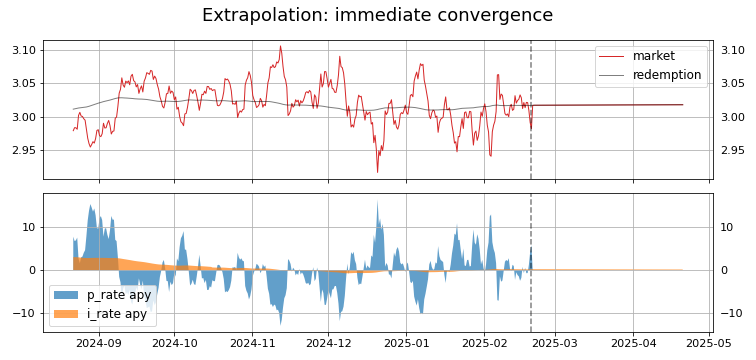 Extrapolation: immediate convergence
3.10 3.10
3.05 3.05
3.00 3.00
2.95 2.95
market
redemption
10 10
0 0
−10 −10
p_rate apy
i_rate apy
2024-09 2024-10 2024-11 2024-12 2025-01 2025-02 2025-03 2025-04 2025-05